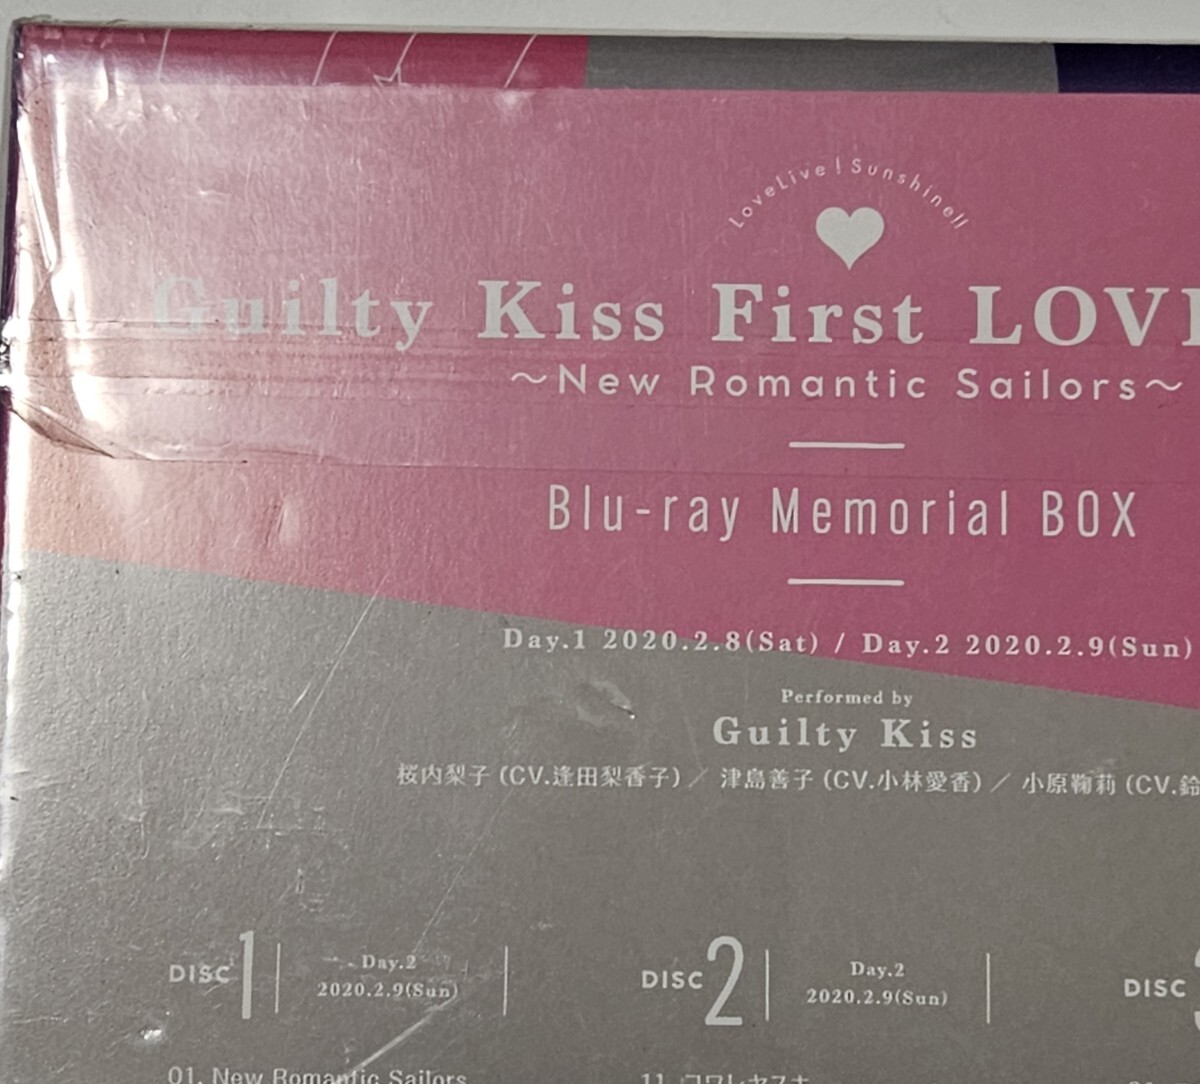 LoveLive! Sunshine!!
Guilty Kiss First LOVE
~New Romantic Sailors~
Blu-ray Memorial BOX
Day.1 2020.2.8(Sat) / Day.2 2020.2.9(Sun)
Performed by
Guilty Kiss
桜内梨子 (CV.逢田梨香子) ／ 津島善子 (CV.小林愛香) ／ 小原鞠莉 (CV.鈴
DISC 1
Day.2
2020.2.9(Sun)
DISC 2
Day.2
2020.2.9(Sun)
DISC
01. New Romantic Sailors
11. コワレヤスキ